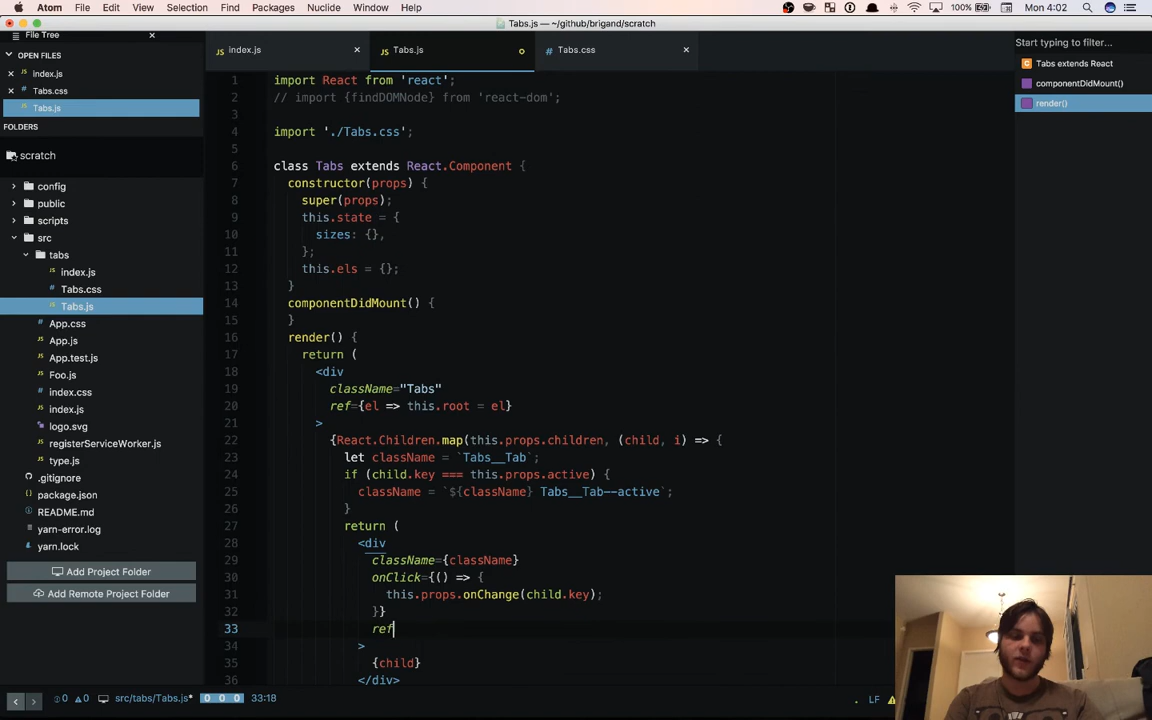 Atom File Edit View Selection Find Packages Nuclide Window Help 100% Mon 4:02
Tabs.js — ~/github/brigand/scratch
File Tree
index.js
Tabs.js
Tabs.css
Start typing to filter...
OPEN FILES
index.js
Tabs.css
Tabs.js
FOLDERS
scratch
config
public
scripts
src
tabs
index.js
Tabs.css
Tabs.js
App.css
App.js
App.test.js
Foo.js
index.css
index.js
logo.svg
registerServiceWorker.js
type.js
.gitignore
package.json
README.md
yarn-error.log
yarn.lock
Add Project Folder
Add Remote Project Folder
1 import React from 'react';
2 // import {findDOMNode} from 'react-dom';
3
4 import './Tabs.css';
5
6 class Tabs extends React.Component {
7 constructor(props) {
8 super(props);
9 this.state = {
10 sizes: {},
11 };
12 this.els = {};
13 }
14 componentDidMount() {
15 }
16 render() {
17 return (
18 <div
19 className="Tabs"
20 ref={el => this.root = el}
21 >
22 {React.Children.map(this.props.children, (child, i) => {
23 let className = `Tabs__Tab`;
24 if (child.key === this.props.active) {
25 className = `${className} Tabs__Tab--active`;
26 }
27 return (
28 <div
29 className={className}
30 onClick={() => {
31 this.props.onChange(child.key);
32 }}
33 ref
34 >
35 {child}
36 </div>
Tabs extends React
componentDidMount()
render()
0 0 src/tabs/Tabs.js* 0 0 0 33:18
LF